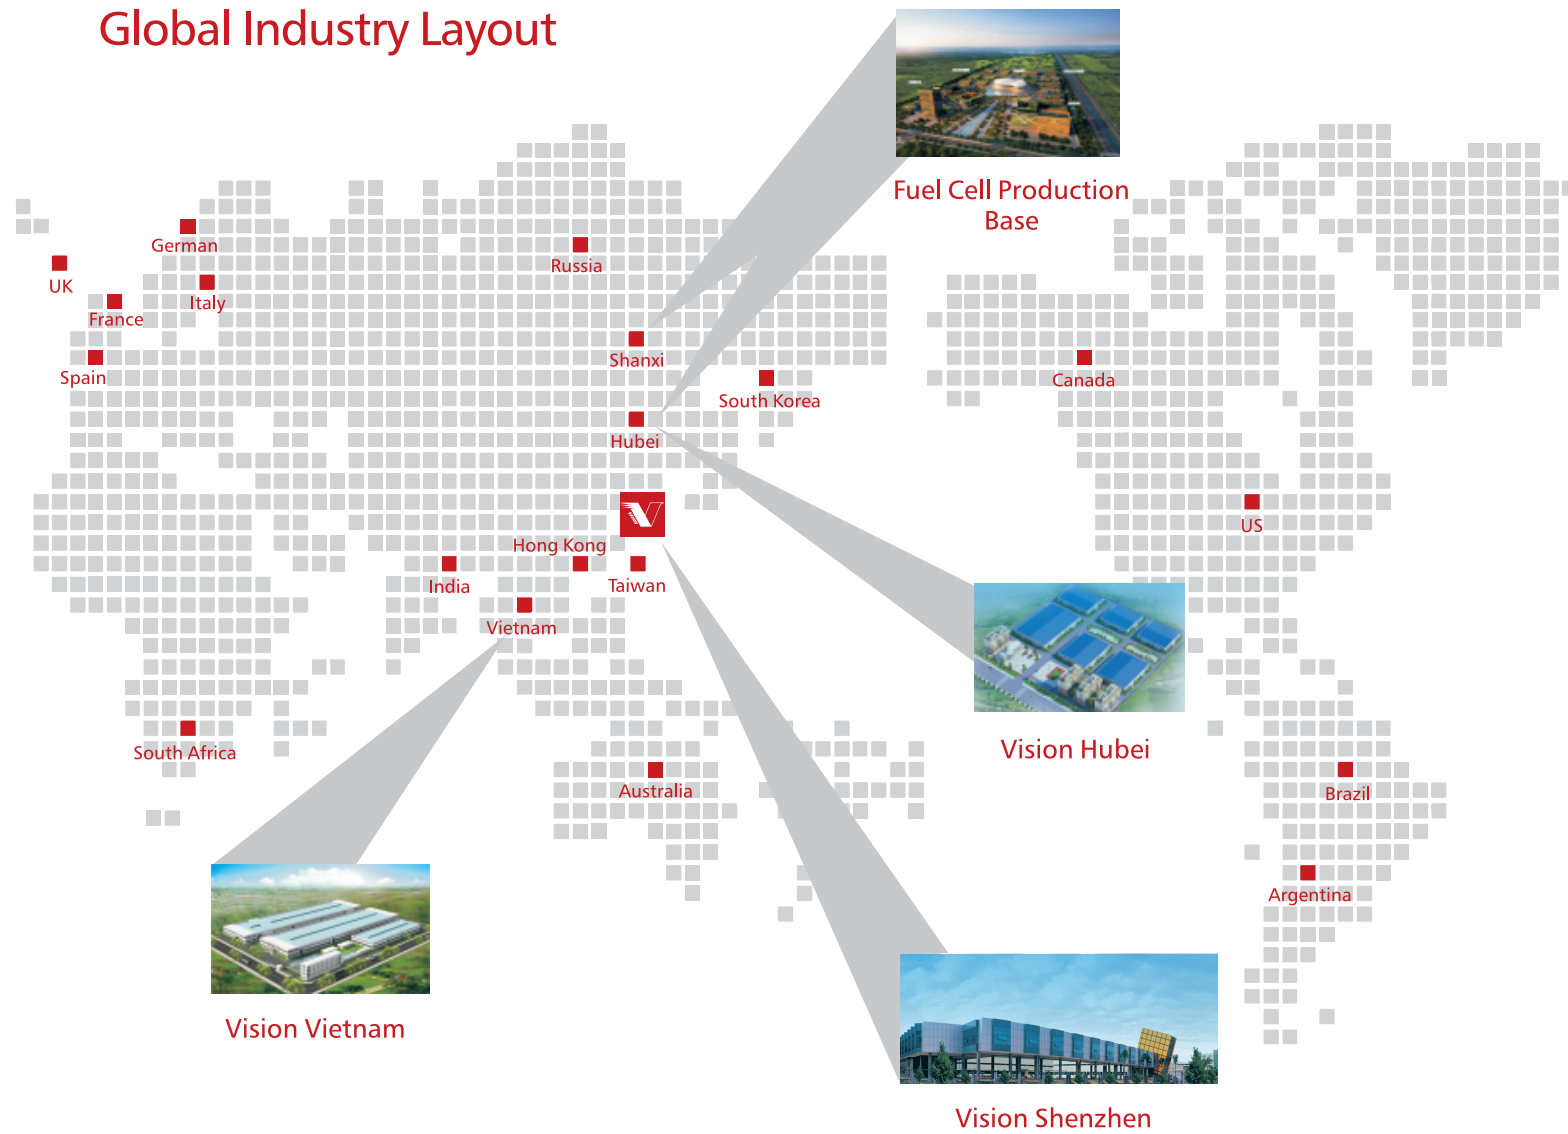 Global Industry Layout
Fuel Cell Production
Base
German
Russia
UK
Italy
France
Shanxi
Spain
Canada
South Korea
Hubei
US
Hong Kong
India
Taiwan
Vietnam
South Africa
Vision Hubei
Australia
Brazil
Argentina
Vision Vietnam
Vision Shenzhen